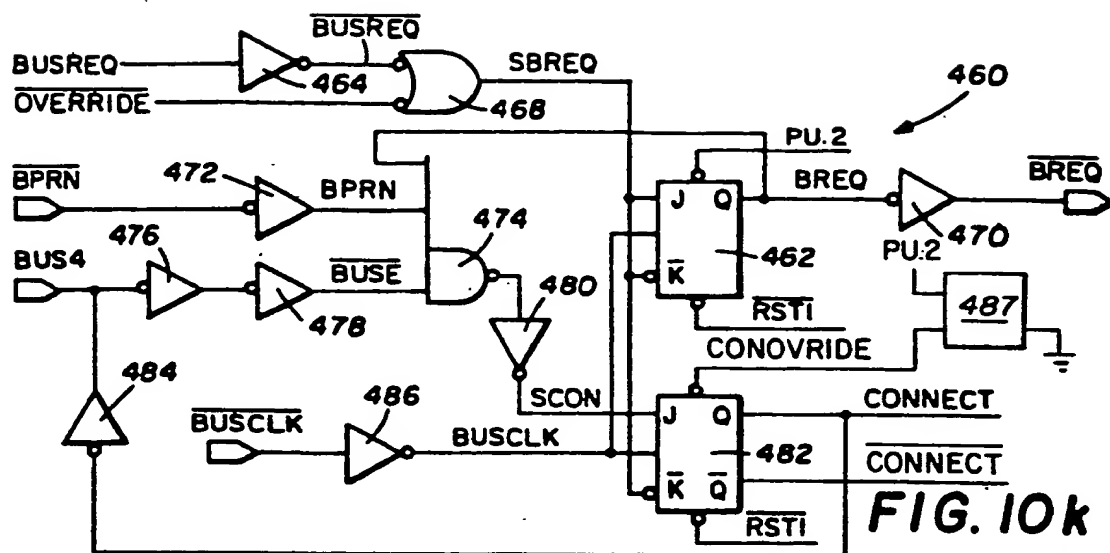 BUSREQ
BUSREQ
464
OVERRIDE
SBREQ
468
460
PU.2
BPRN
472
BPRN
BREQ
BREQ
470
J Q
462
K
474
BUS4
476
BUSE
478
480
PU.2
487
RSTI
CONOVRIDE
484
SCON
BUSCLK
486
BUSCLK
J Q
482
K Q
CONNECT
CONNECT
RSTI
FIG. 10k